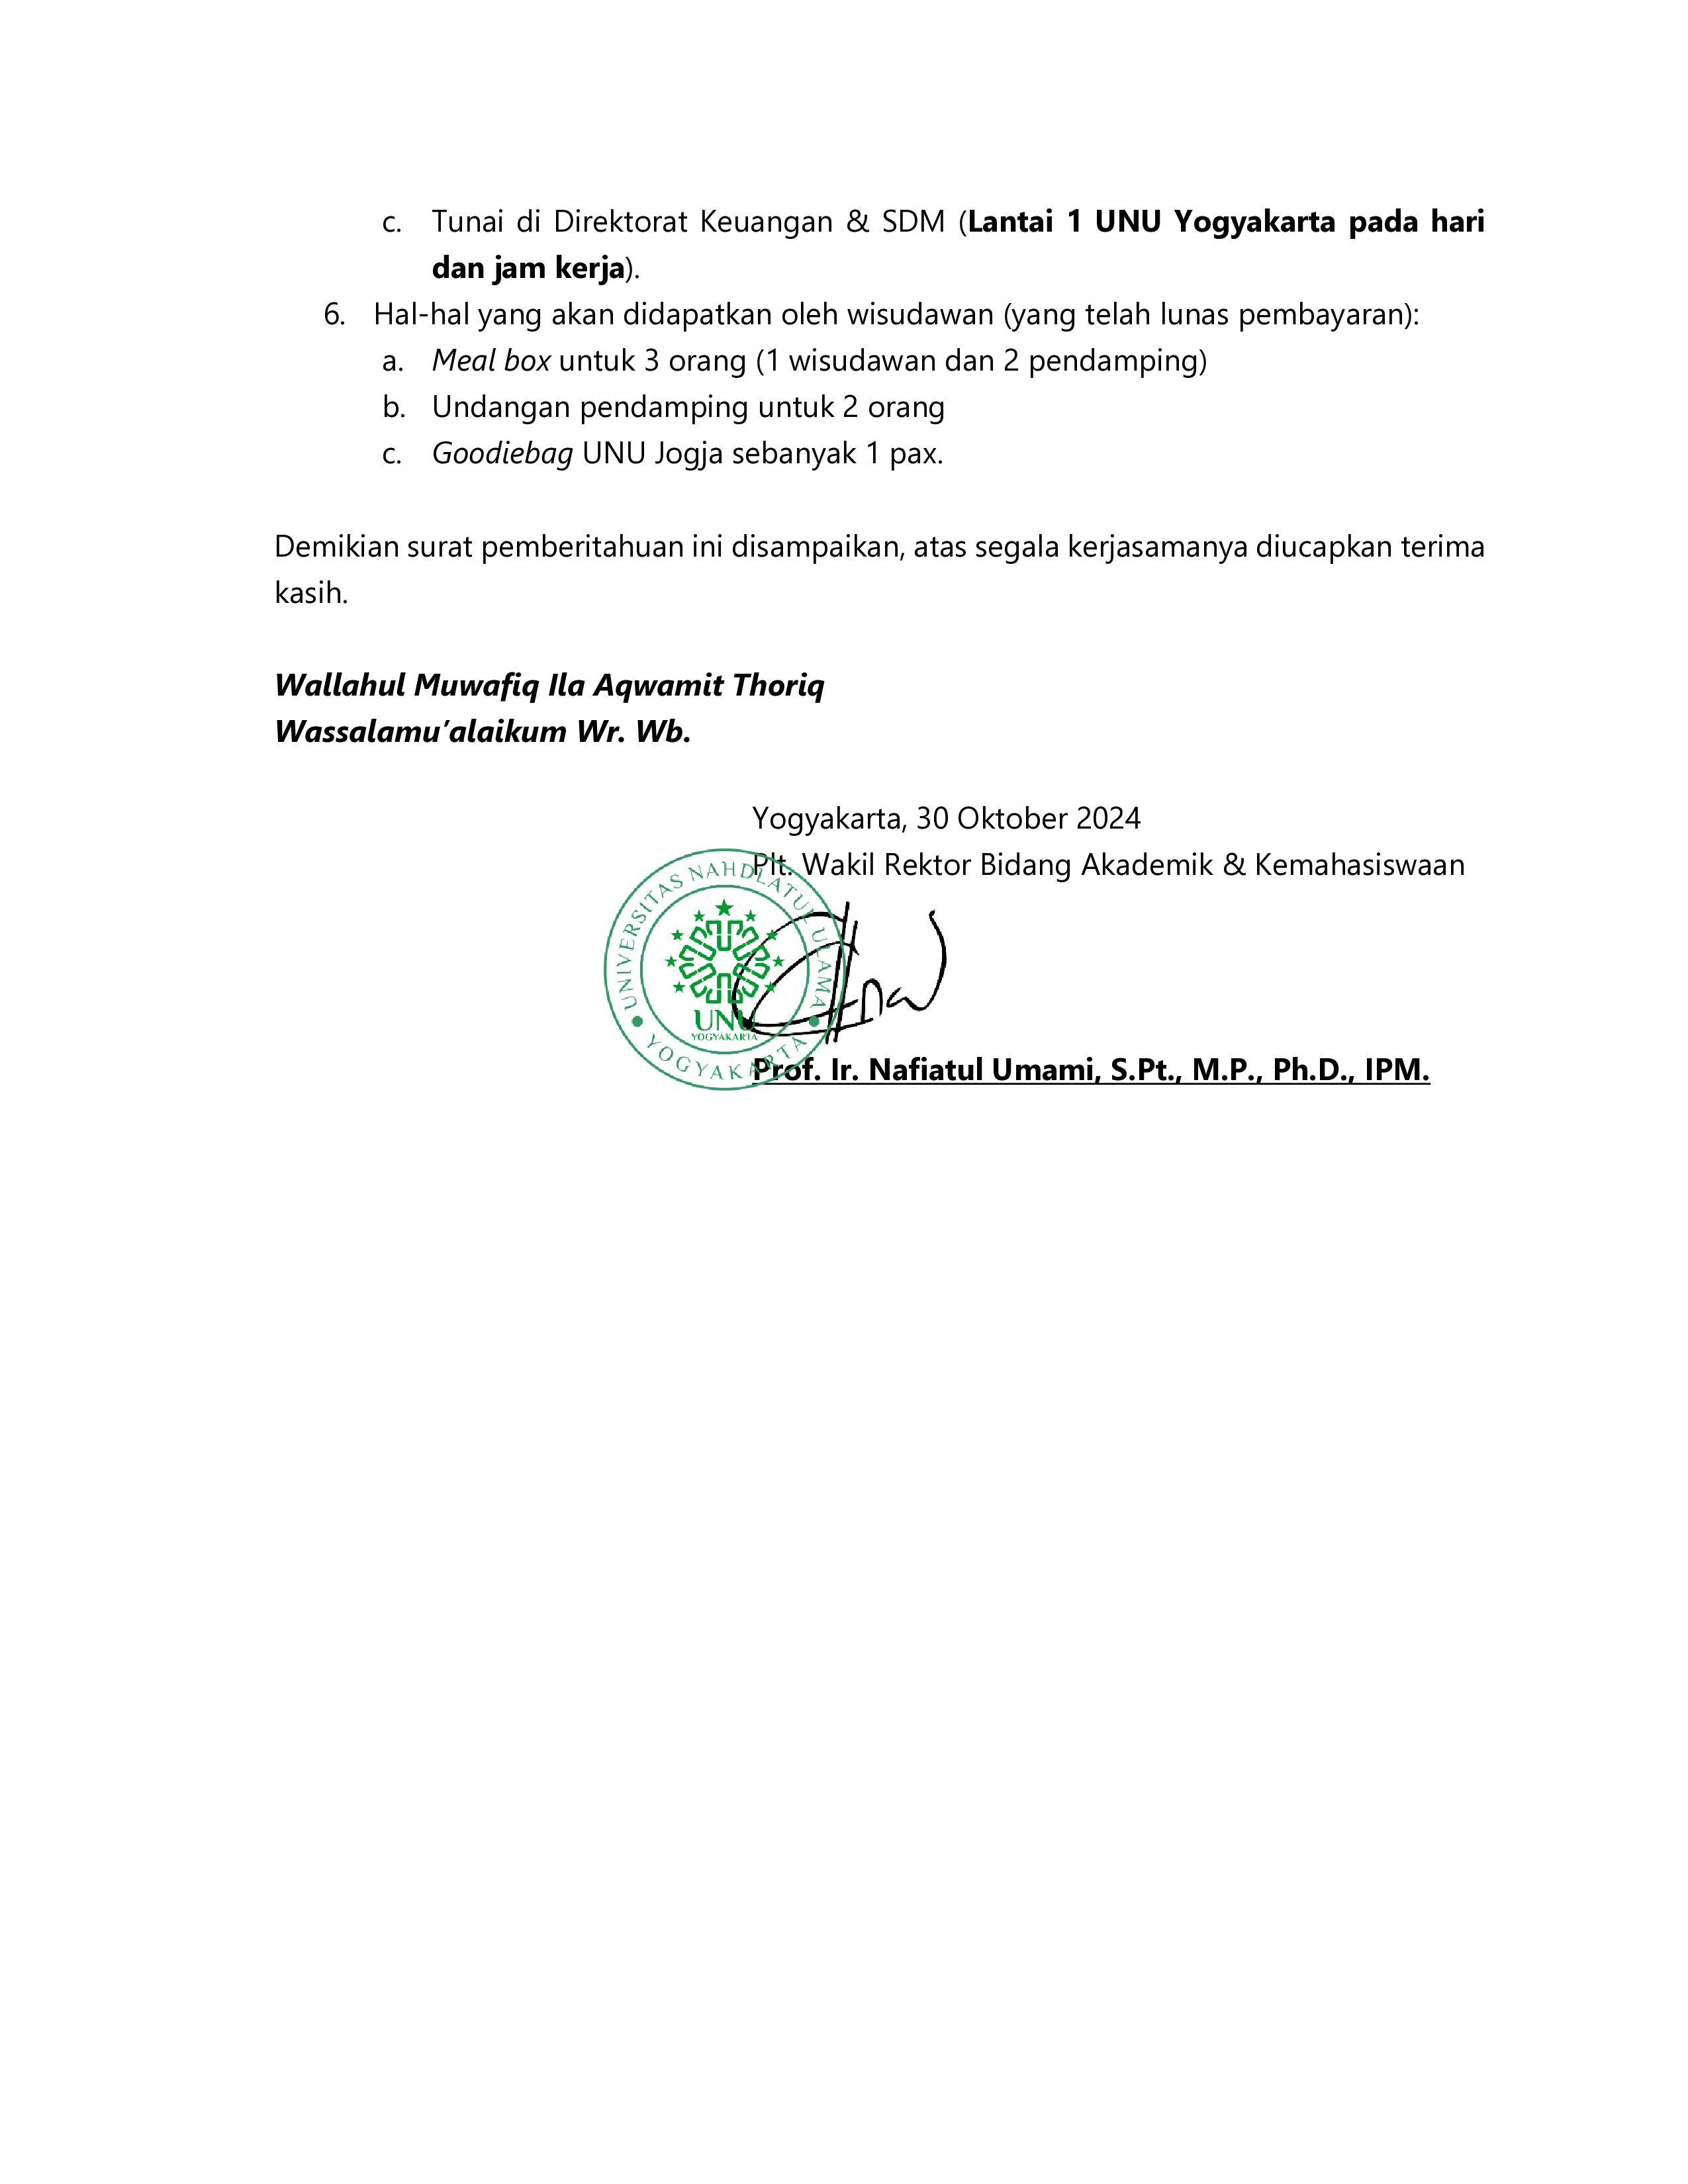 c. Tunai di Direktorat Keuangan & SDM (Lantai 1 UNU Yogyakarta pada hari
dan jam kerja).
6. Hal-hal yang akan didapatkan oleh wisudawan (yang telah lunas pembayaran):
a. Meal box untuk 3 orang (1 wisudawan dan 2 pendamping)
b. Undangan pendamping untuk 2 orang
c. Goodiebag UNU Jogja sebanyak 1 pax.
Demikian surat pemberitahuan ini disampaikan, atas segala kerjasamanya diucapkan terima
kasih.
Wallahul Muwafiq Ila Aqwamit Thoriq
Wassalamu’alaikum Wr. Wb.
Yogyakarta, 30 Oktober 2024
Plt. Wakil Rektor Bidang Akademik & Kemahasiswaan
UNIVERSITAS NAHDLATUL ULAMA
UNU
YOGYAKARTA
YOGYAKARTA
Prof. Ir. Nafiatul Umami, S.Pt., M.P., Ph.D., IPM.